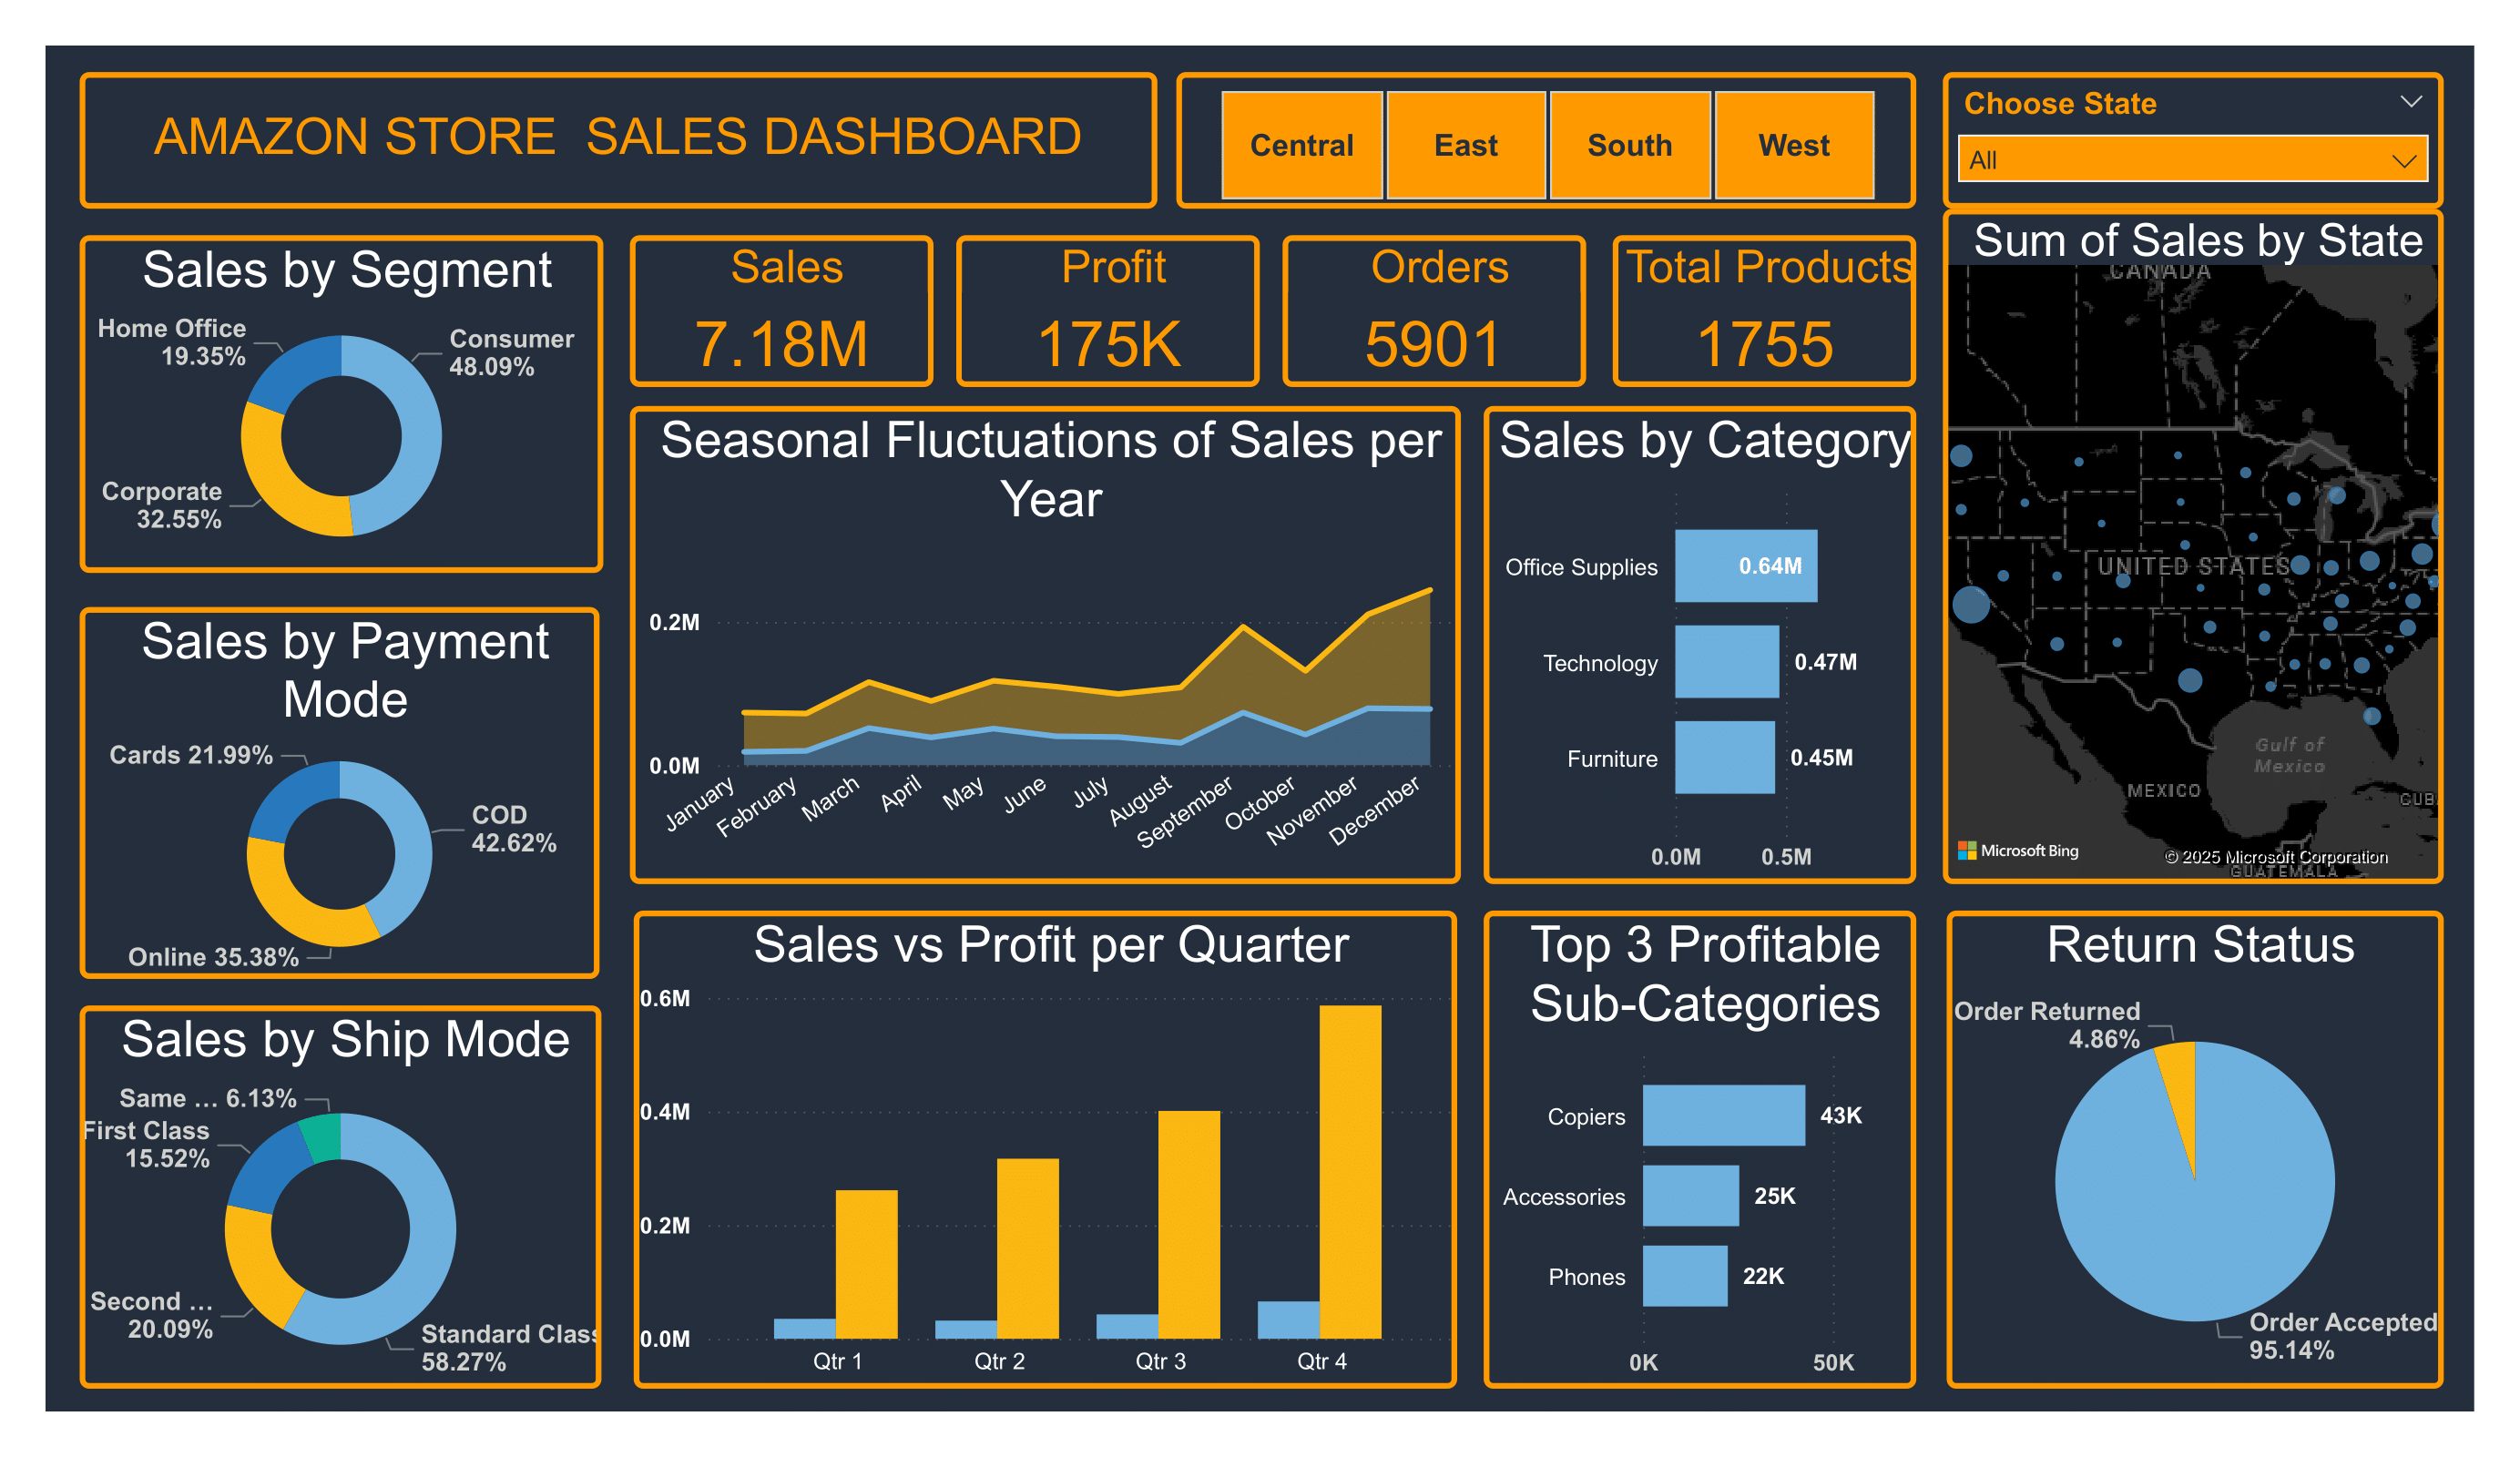 AMAZON STORE SALES DASHBOARD
Central
East
South
West
Choose State
All
Sales by Segment
Home Office
19.35%
Consumer
48.09%
Corporate
32.55%
Sales
7.18M
Profit
175K
Orders
5901
Total Products
1755
Sum of Sales by State
CANADA
UNITED STATES
Gulf of
Mexico
MEXICO
CUB
Microsoft Bing
© 2025 Microsoft Corporation
GUATEMALA
Sales by Payment
Mode
Cards 21.99%
COD
42.62%
Online 35.38%
Seasonal Fluctuations of Sales per
Year
0.2M
0.0M
January
February
March
April
May
June
July
August
September
October
November
December
Sales by Category
Office Supplies
0.64M
Technology
0.47M
Furniture
0.45M
0.0M
0.5M
Sales by Ship Mode
Same ... 6.13%
First Class
15.52%
Second ...
20.09%
Standard Class
58.27%
Sales vs Profit per Quarter
0.6M
0.4M
0.2M
0.0M
Qtr 1
Qtr 2
Qtr 3
Qtr 4
Top 3 Profitable
Sub-Categories
Copiers
43K
Accessories
25K
Phones
22K
0K
50K
Return Status
Order Returned
4.86%
Order Accepted
95.14%